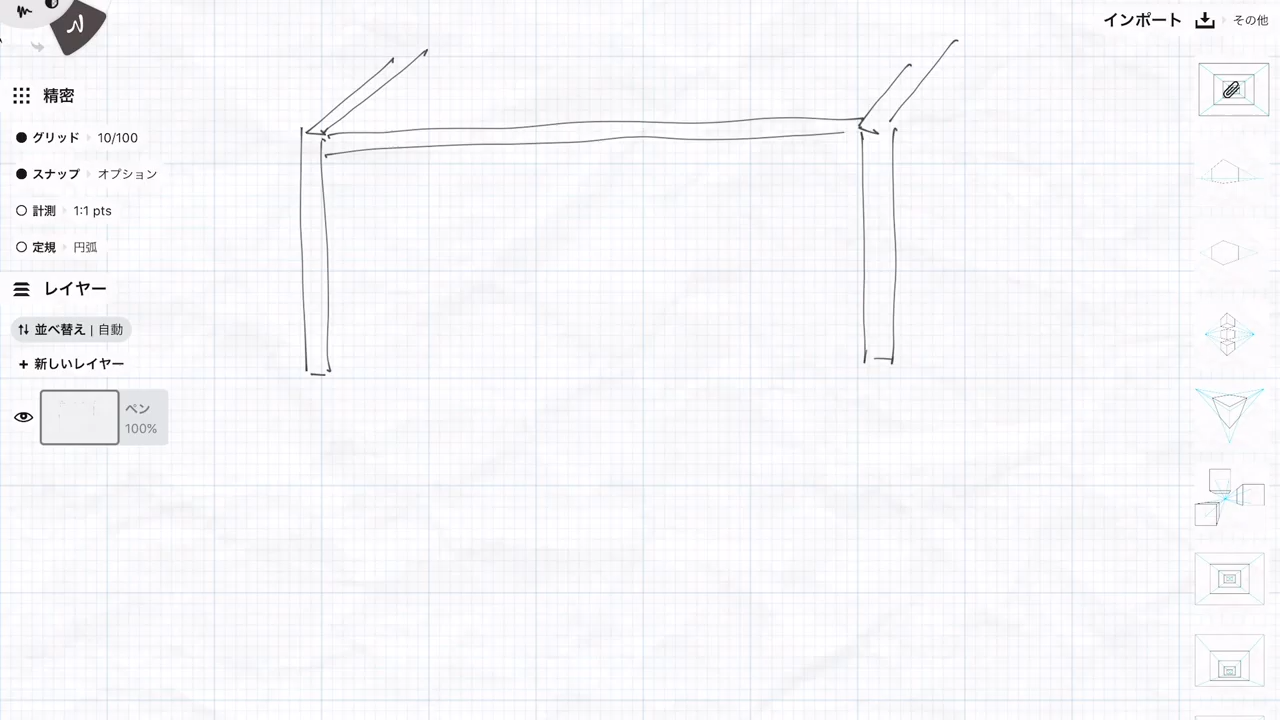 インポート その他
精密
グリッド 10/100
スナップ オプション
計測 1:1 pts
定規 円弧
レイヤー
並べ替え | 自動
+ 新しいレイヤー
ペン
100%